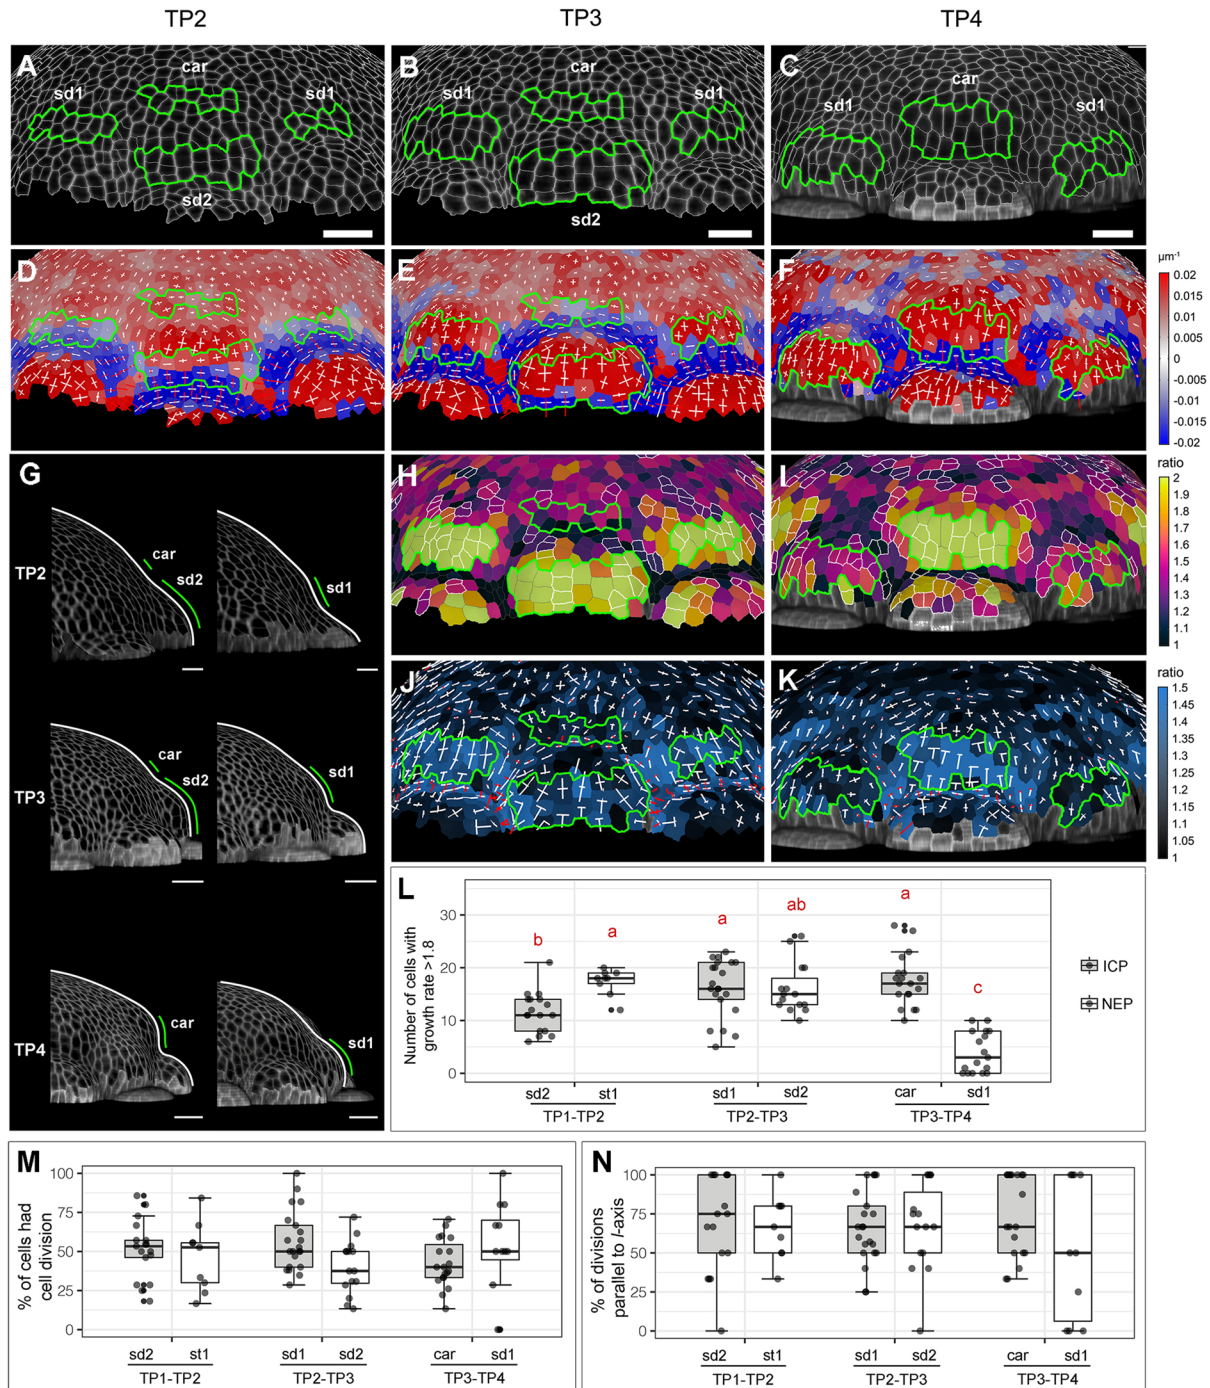 TP2 TP3 TP4
A car sd1 sd1 sd2
B car sd1 sd1 sd2
C car sd1 sd1
D
E
F
µm⁻¹
0.02
0.015
0.01
0.005
0
-0.005
-0.01
-0.015
-0.02
G
TP2 car sd2 sd1
TP3 car sd2 sd1
TP4 car sd1
H
I
ratio
2
1.9
1.8
1.7
1.6
1.5
1.4
1.3
1.2
1.1
1
J
K
ratio
1.5
1.45
1.4
1.35
1.3
1.25
1.2
1.15
1.1
1.05
1
L
Number of cells with
growth rate >1.8
30
20
10
0
b a a ab a c
sd2 st1 sd1 sd2 car sd1
TP1-TP2 TP2-TP3 TP3-TP4
ICP
NEP
M
% of cells had
cell division
100
75
50
25
0
sd2 st1 sd1 sd2 car sd1
TP1-TP2 TP2-TP3 TP3-TP4
N
% of divisions
parallel to l-axis
100
75
50
25
0
sd2 st1 sd1 sd2 car sd1
TP1-TP2 TP2-TP3 TP3-TP4